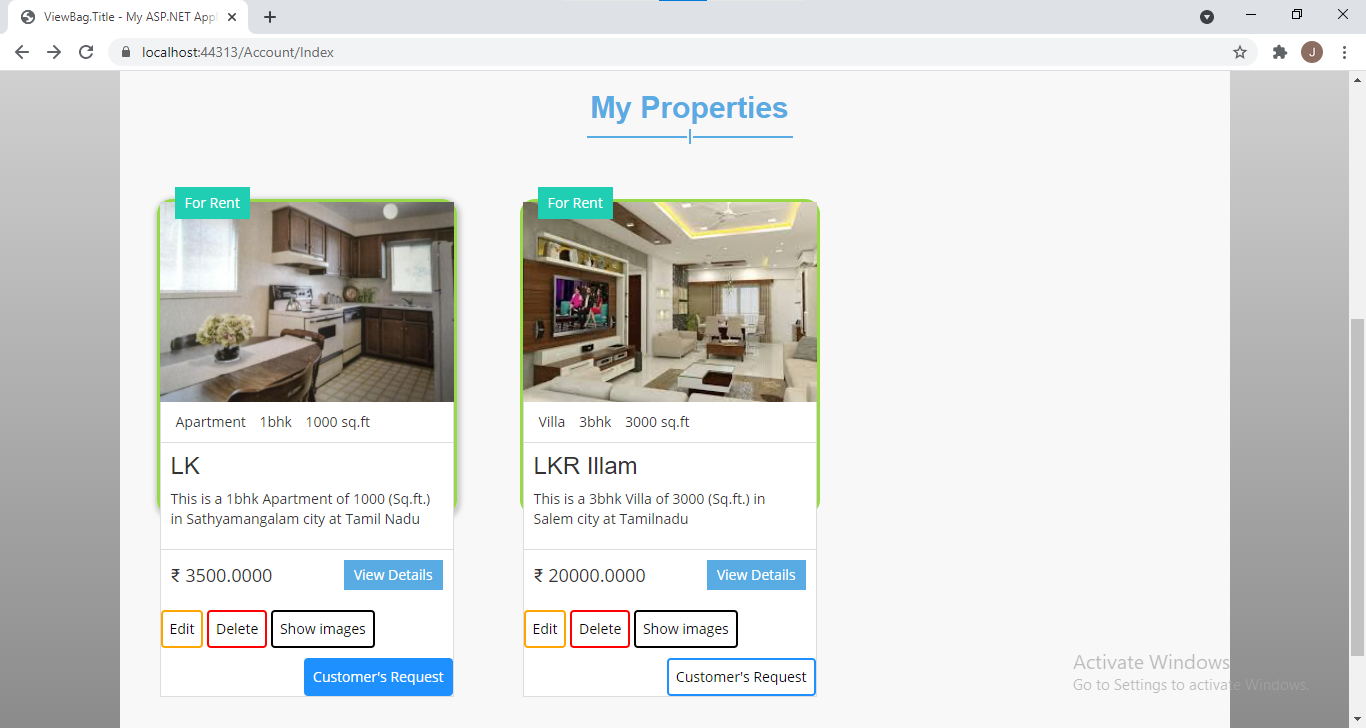 ViewBag.Title - My ASP.NET Appl
localhost:44313/Account/Index
J
My Properties
For Rent
For Rent
Apartment 1bhk 1000 sq.ft
LK
This is a 1bhk Apartment of 1000 (Sq.ft.)
in Sathyamangalam city at Tamil Nadu
₹ 3500.0000
View Details
Edit
Delete
Show images
Customer's Request
Villa 3bhk 3000 sq.ft
LKR Illam
This is a 3bhk Villa of 3000 (Sq.ft.) in
Salem city at Tamilnadu
₹ 20000.0000
View Details
Edit
Delete
Show images
Customer's Request
Activate Windows
Go to Settings to activate Windows.